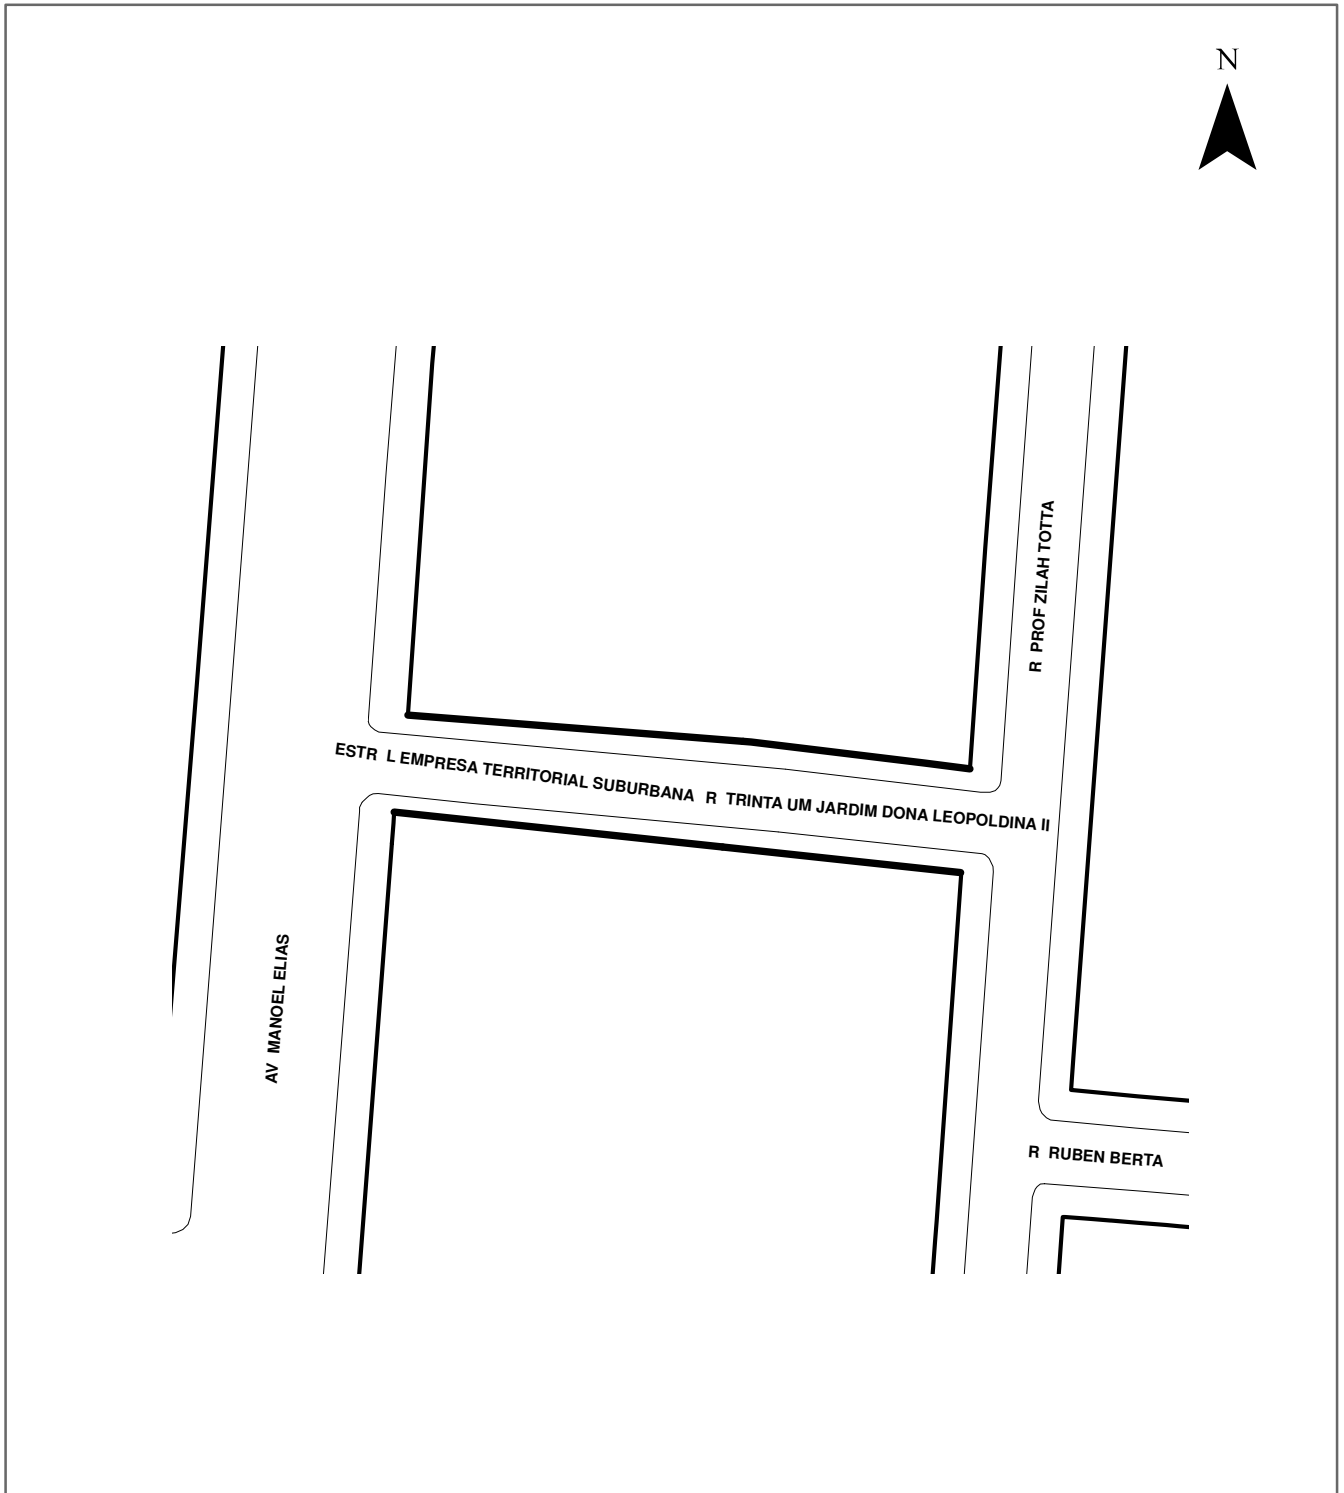 N
R PROF ZILAH TOTTA
ESTR L EMPRESA TERRITORIAL SUBURBANA R TRINTA UM JARDIM DONA LEOPOLDINA II
AV MANOEL ELIAS
R RUBEN BERTA